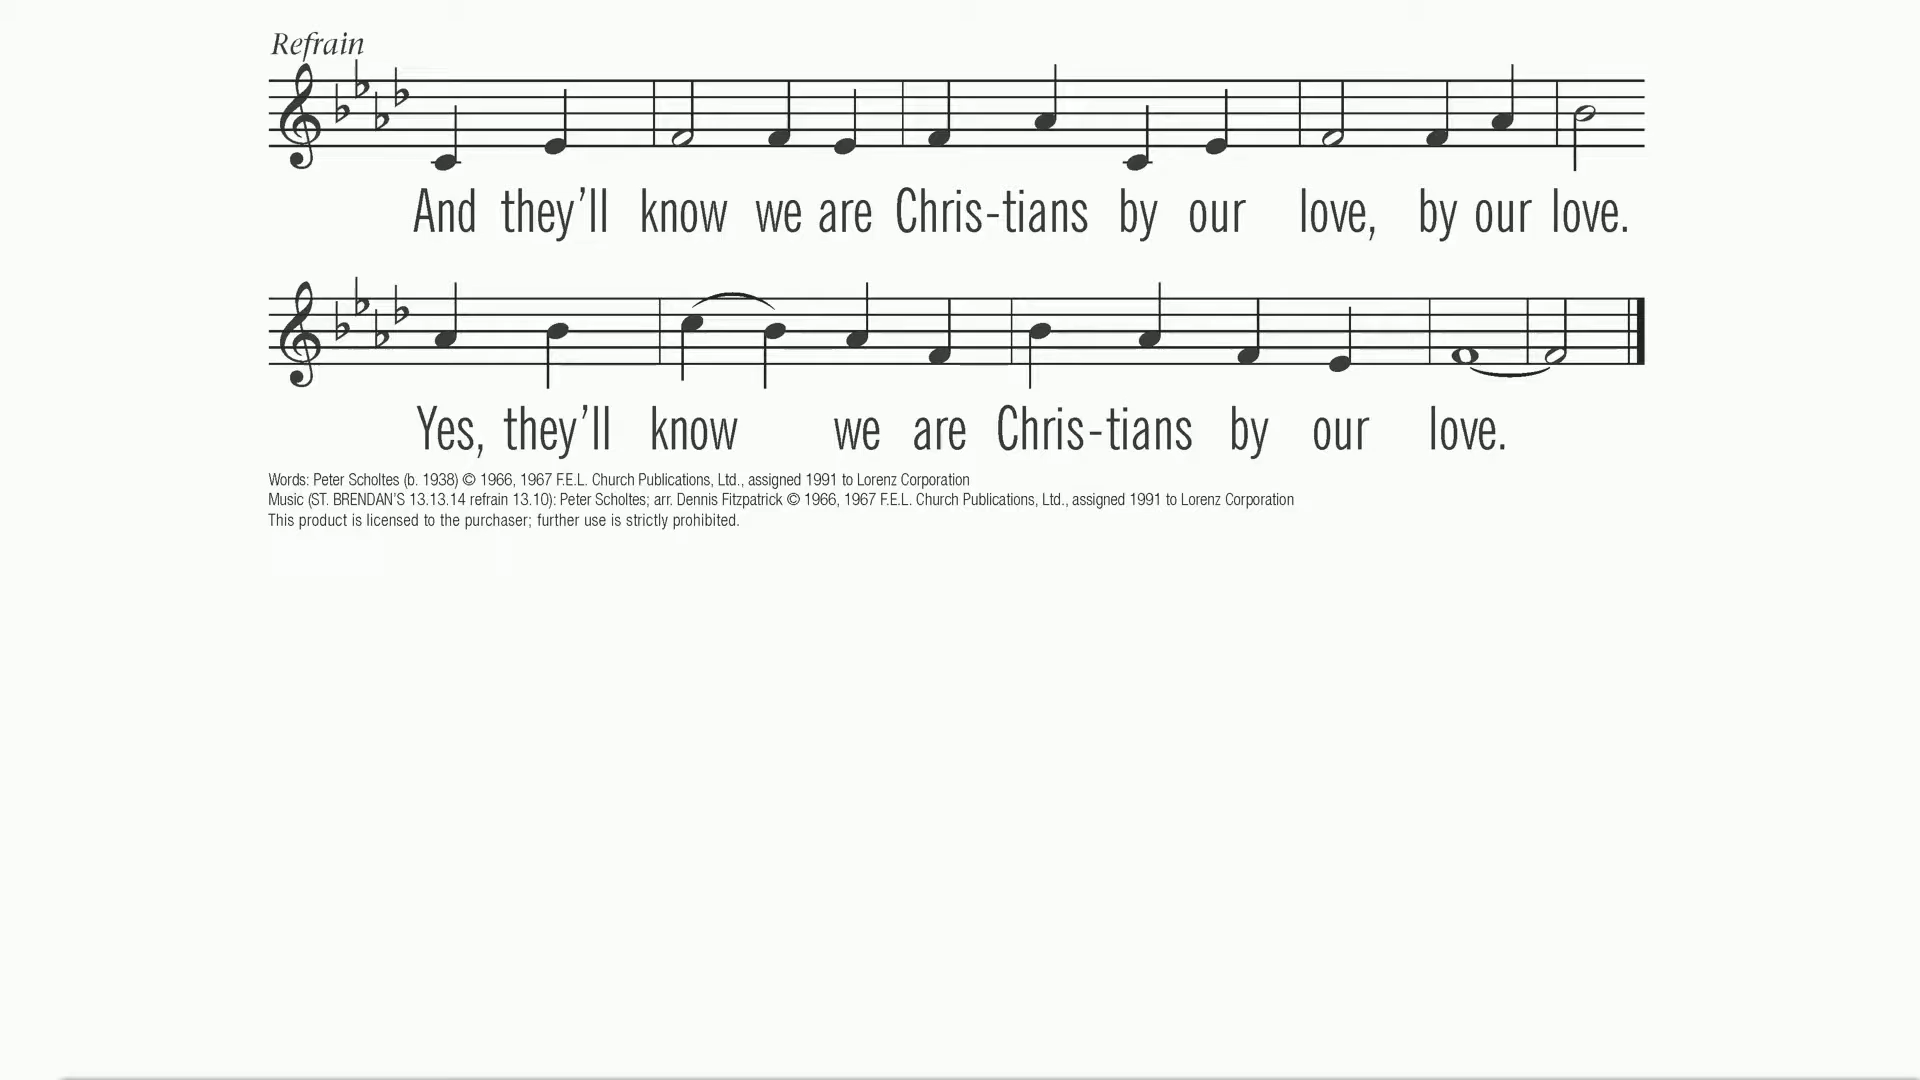 Refrain
And they’ll know we are Chris-tians by our love, by our love.
Yes, they’ll know we are Chris-tians by our love.
Words: Peter Scholtes (b. 1938) © 1966, 1967 F.E.L. Church Publications, Ltd., assigned 1991 to Lorenz Corporation
Music (ST. BRENDAN’S 13.13.14 refrain 13.10): Peter Scholtes; arr. Dennis Fitzpatrick © 1966, 1967 F.E.L. Church Publications, Ltd., assigned 1991 to Lorenz Corporation
This product is licensed to the purchaser; further use is strictly prohibited.